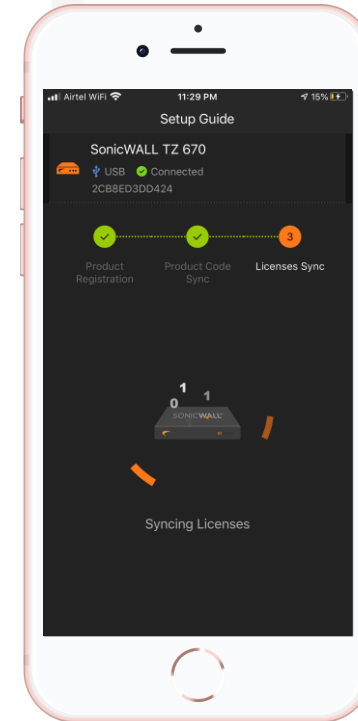 Airtel WiFi 11:29 PM 15%
Setup Guide
SonicWALL TZ 670
USB Connected
2CB8ED3DD424
3
Product Registration
Product Code Sync
Licenses Sync
1
0 1
SONICWALL
Syncing Licenses